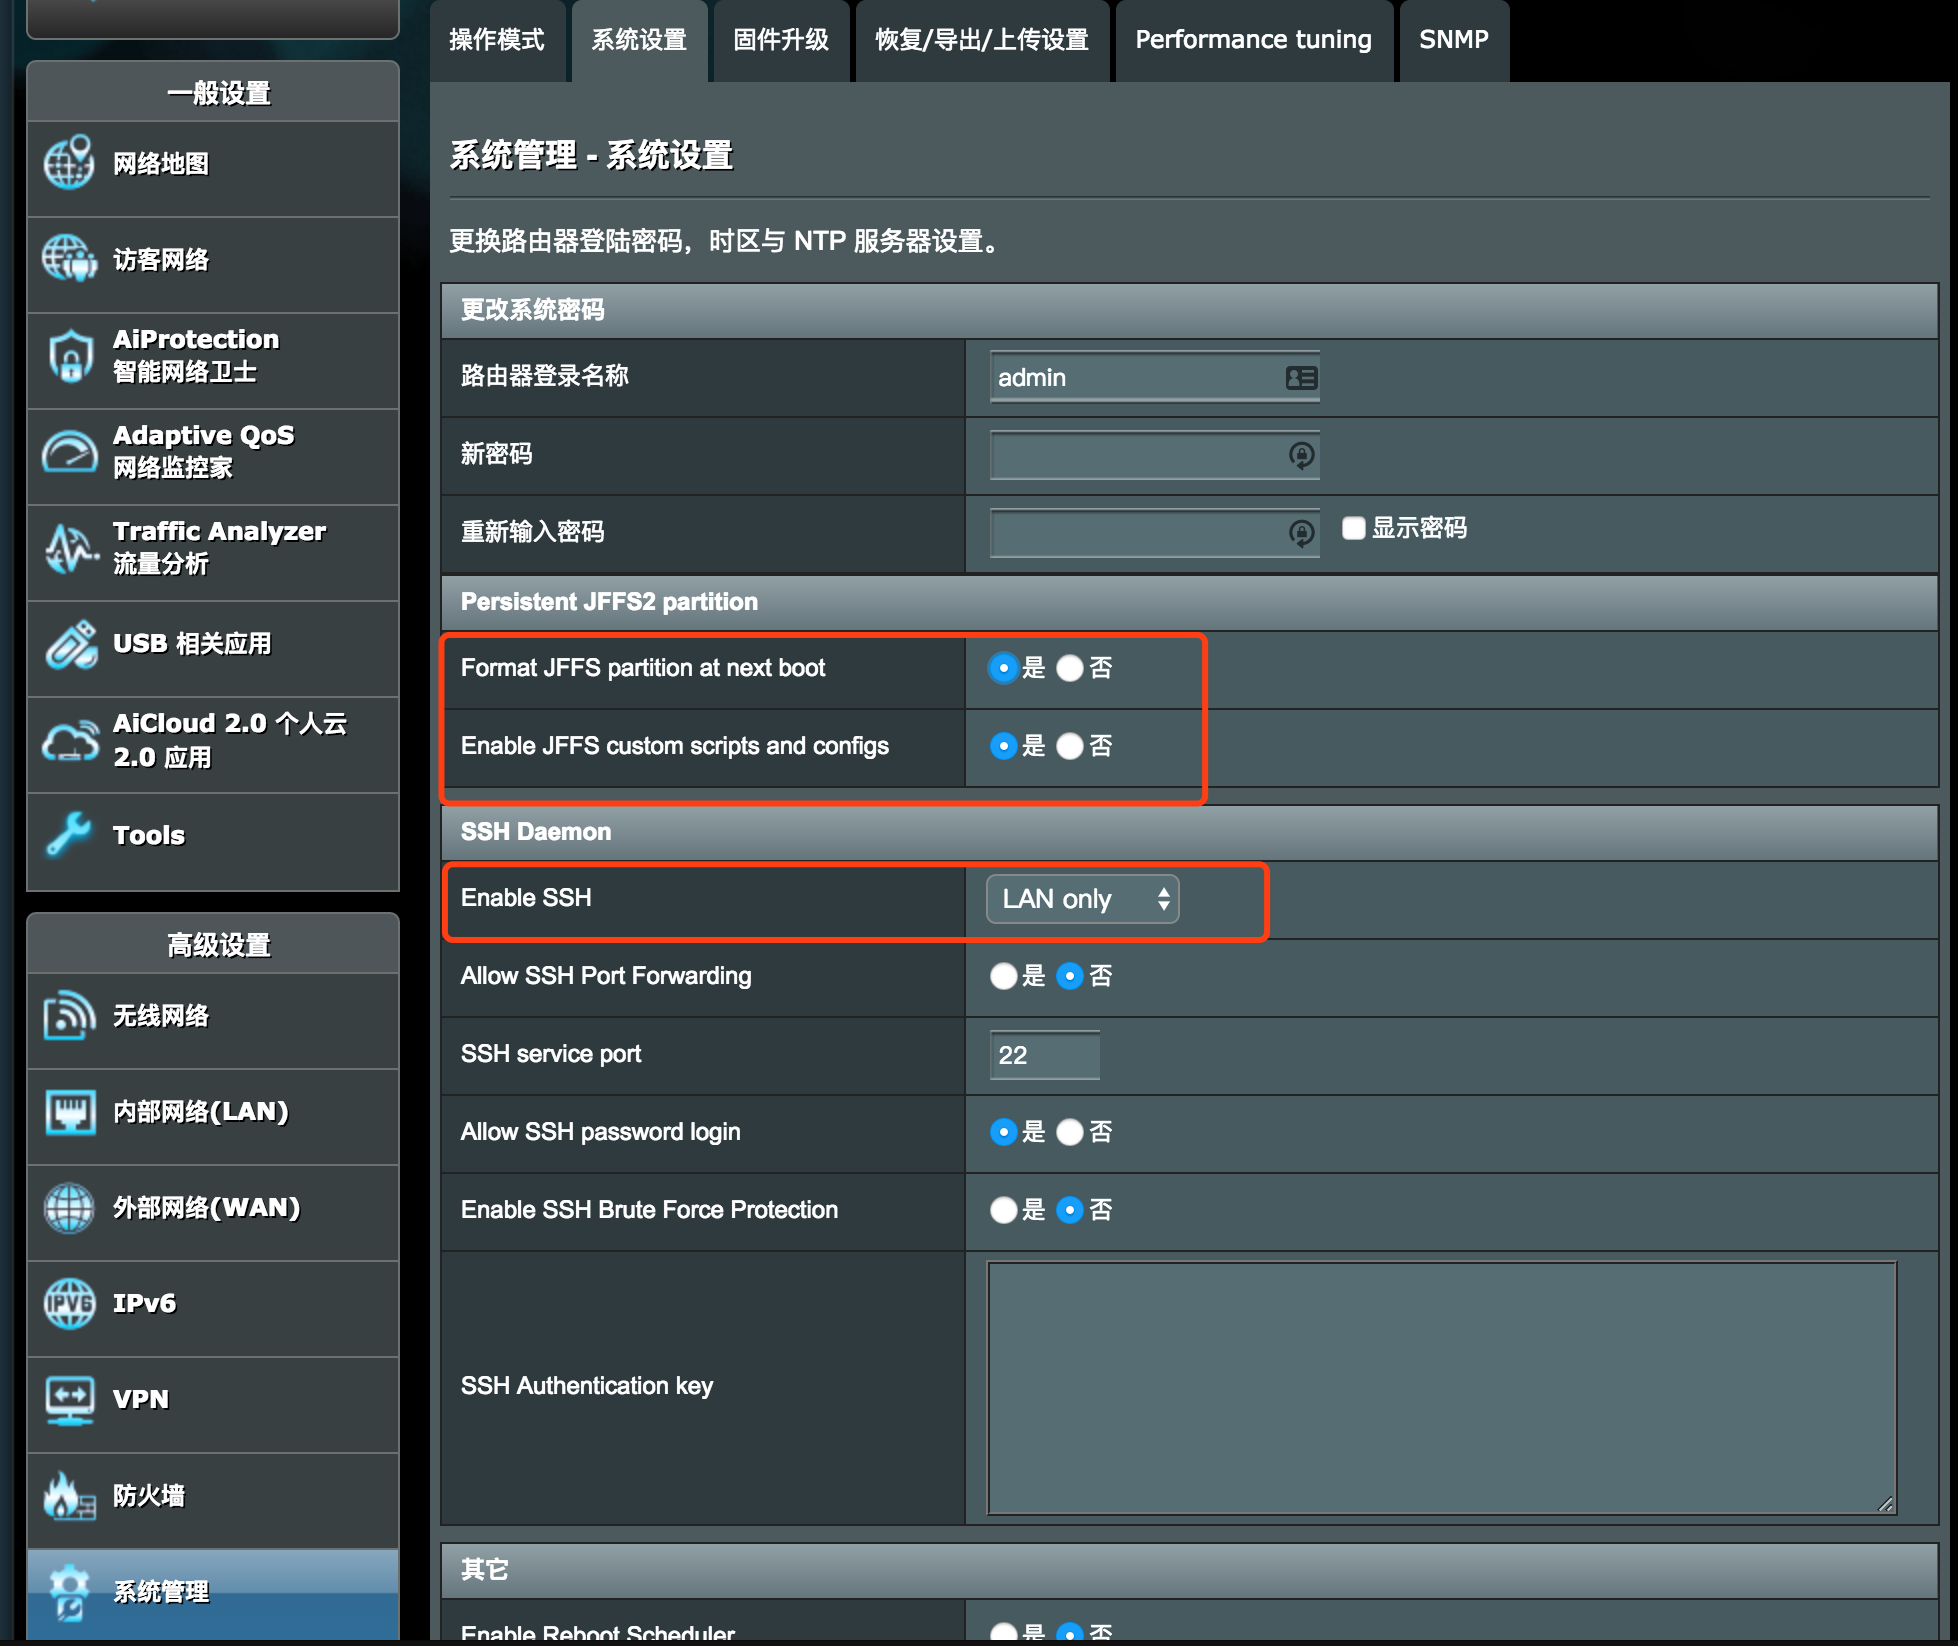 操作模式
系统设置
固件升级
恢复/导出/上传设置
Performance tuning
SNMP
一般设置
网络地图
访客网络
AiProtection
智能网络卫士
Adaptive QoS
网络监控家
Traffic Analyzer
流量分析
USB 相关应用
AiCloud 2.0 个人云
2.0 应用
Tools
高级设置
无线网络
内部网络(LAN)
外部网络(WAN)
IPv6
VPN
防火墙
系统管理
系统管理 - 系统设置
更换路由器登陆密码，时区与 NTP 服务器设置。
更改系统密码
路由器登录名称
admin
新密码
重新输入密码
显示密码
Persistent JFFS2 partition
Format JFFS partition at next boot
是 否
Enable JFFS custom scripts and configs
是 否
SSH Daemon
Enable SSH
LAN only
Allow SSH Port Forwarding
是 否
SSH service port
22
Allow SSH password login
是 否
Enable SSH Brute Force Protection
是 否
SSH Authentication key
其它
Enable Reboot Scheduler
是 否